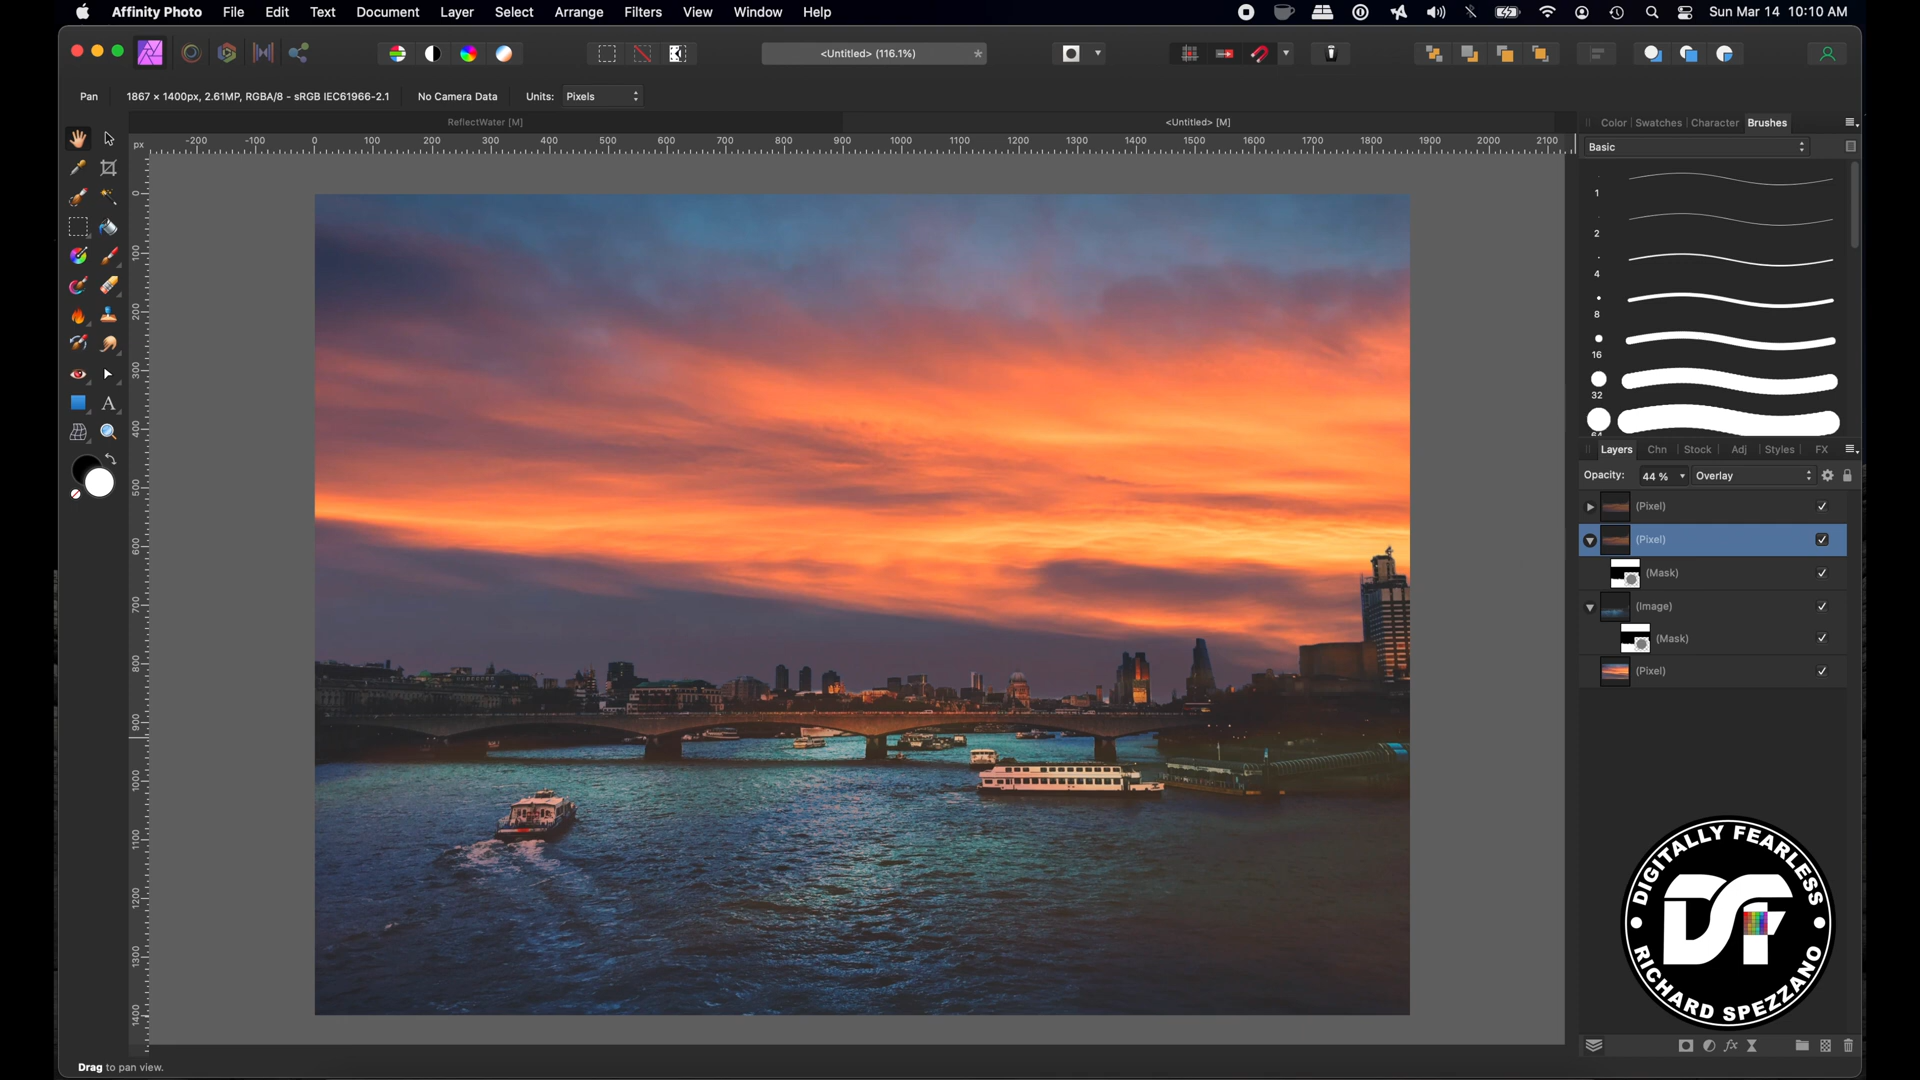 Affinity Photo File Edit Text Document Layer Select Arrange Filters View Window Help Sun Mar 14 10:10 AM
<Untitled> (116.1%) *
Pan 1867 × 1400px, 2.61MP, RGBA/8 - sRGB IEC61966-2.1 No Camera Data Units: Pixels
ReflectWater [M] <Untitled> [M]
Color Swatches Character Brushes
px -200 -100 0 100 200 300 400 500 600 700 800 900 1000 1100 1200 1300 1400 1500 1600 1700 1800 1900 2000 2100
Basic
1
2
4
8
16
32
64
0
100
200
300
400
500
600
700
800
900
1000
1100
1200
1300
1400
Layers Chn Stock Adj Styles FX
Opacity: 44 % Overlay
(Pixel)
(Pixel)
(Mask)
(Image)
(Mask)
(Pixel)
DIGITALLY FEARLESS
DF
RICHARD SPEZZANO
Drag to pan view.